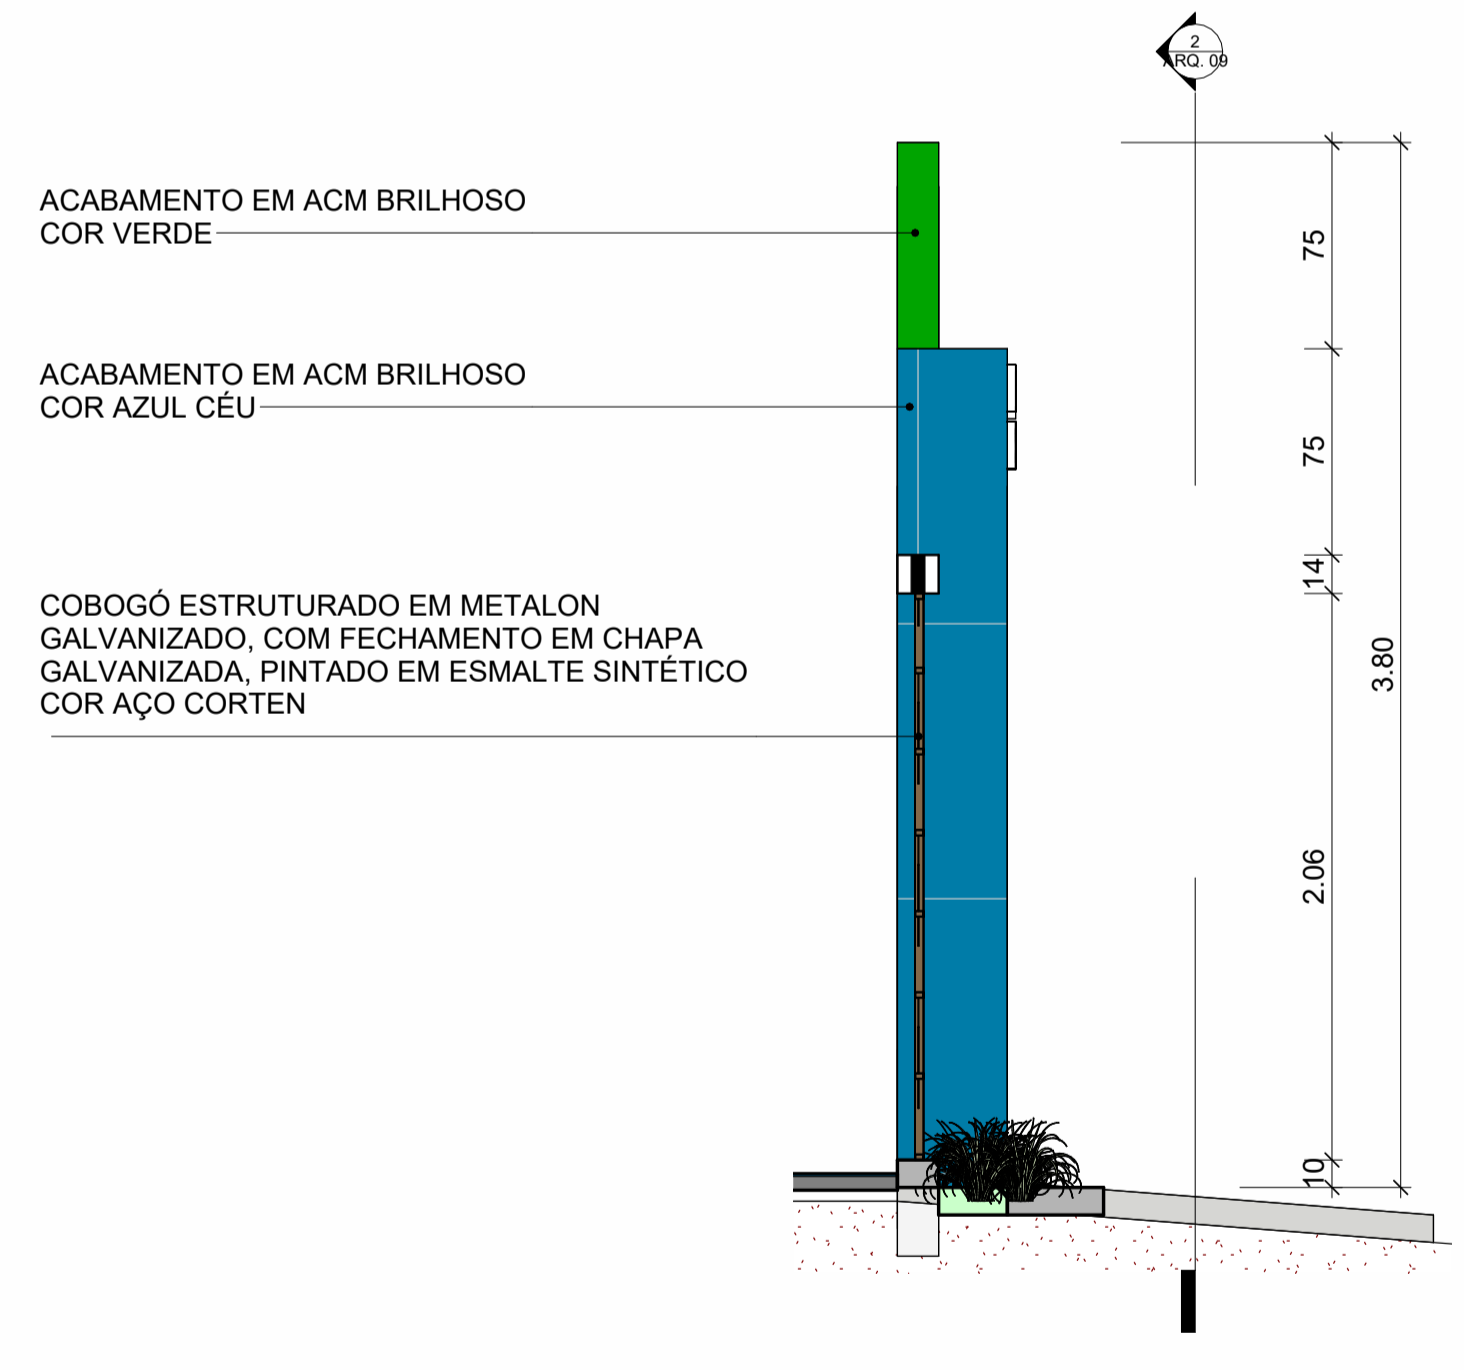 2
ARQ. 09
ACABAMENTO EM ACM BRILHOSO
COR VERDE
75
ACABAMENTO EM ACM BRILHOSO
COR AZUL CÉU
75
14
COBOGÓ ESTRUTURADO EM METALON
GALVANIZADO, COM FECHAMENTO EM CHAPA
GALVANIZADA, PINTADO EM ESMALTE SINTÉTICO
COR AÇO CORTEN
3.80
2.06
10